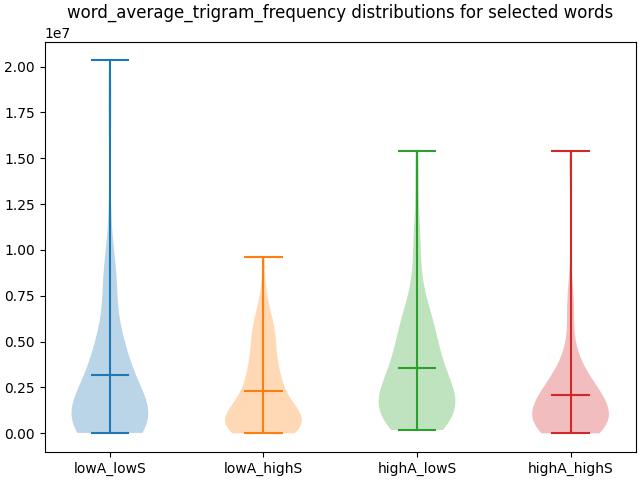 word_average_trigram_frequency distributions for selected words
1e7
2.00
1.75
1.50
1.25
1.00
0.75
0.50
0.25
0.00
lowA_lowS
lowA_highS
highA_lowS
highA_highS